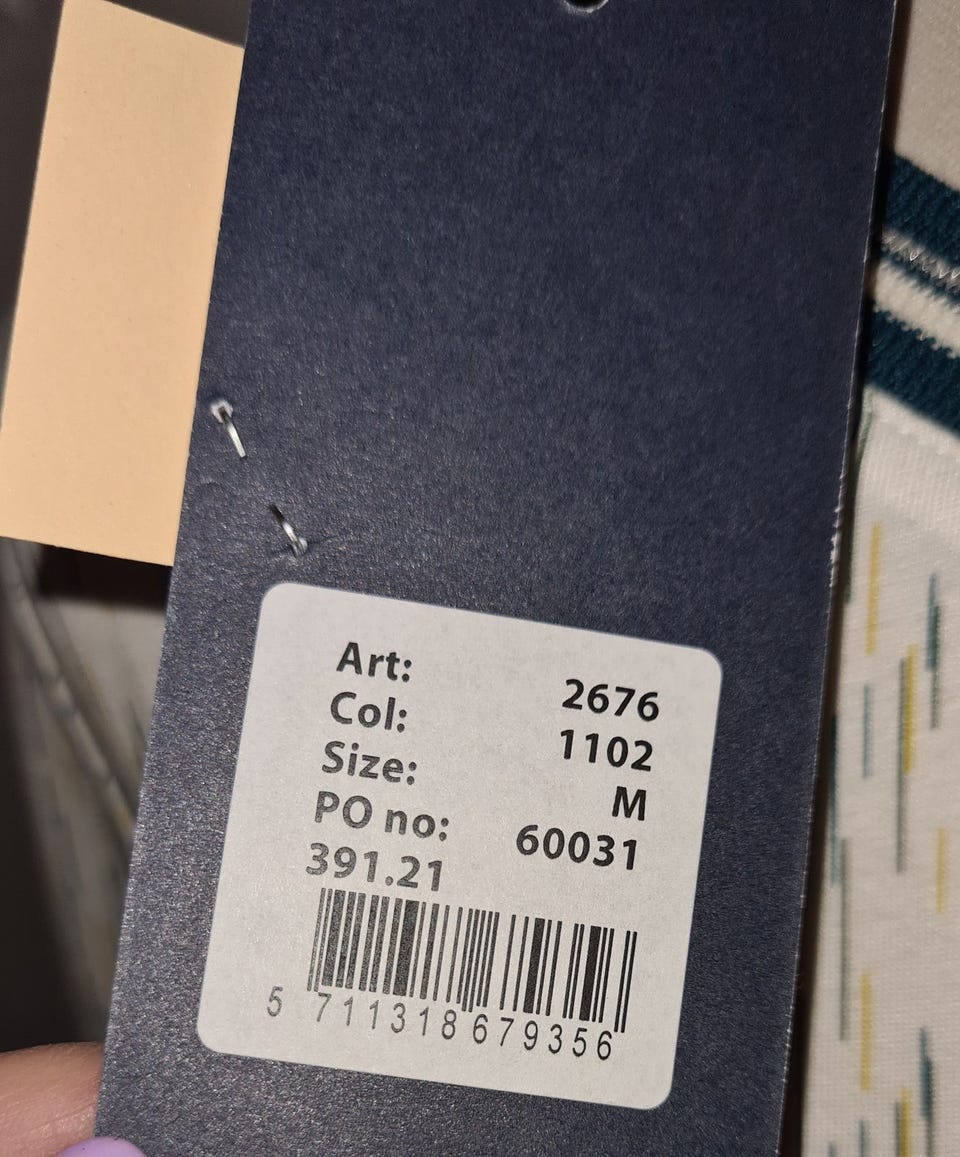 Art: 2676
Col: 1102
Size: M
PO no: 60031
391.21
5 711318 679356